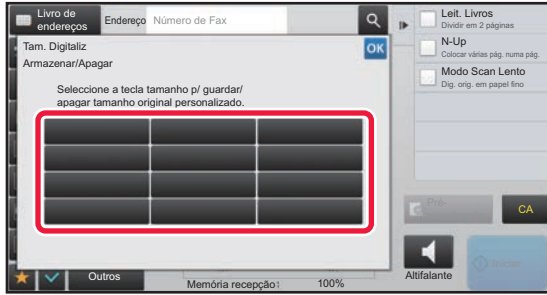 Livro de
endereços
Endereço
Número de Fax
Tam. Digitaliz
OK
Armazenar/Apagar
Seleccione a tecla tamanho p/ guardar/
apagar tamanho original personalizado.
Leit. Livros
Dividir em 2 páginas
N-Up
Colocar várias pág. numa pág.
Modo Scan Lento
Dig. orig. em papel fino
CA
Outros
Memória recepção:
100%
Altifalante